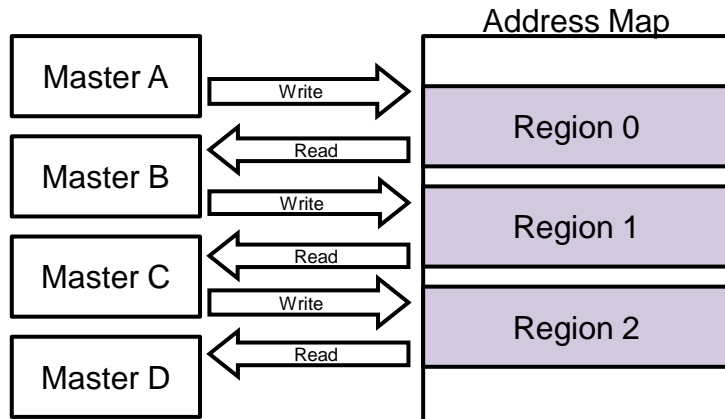 Address Map
Master A
Write
Region 0
Read
Master B
Write
Region 1
Read
Master C
Write
Region 2
Read
Master D